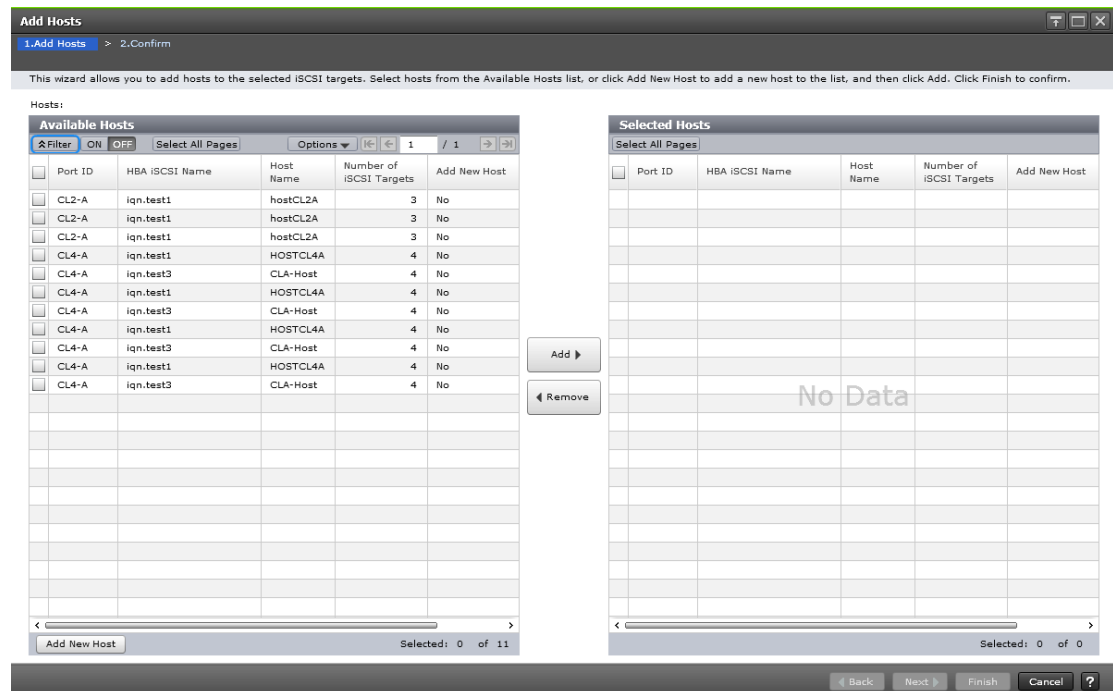 Add Hosts
1.Add Hosts > 2.Confirm
This wizard allows you to add hosts to the selected iSCSI targets. Select hosts from the Available Hosts list, or click Add New Host to add a new host to the list, and then click Add. Click Finish to confirm.
Hosts:
Available Hosts
Filter ON OFF Select All Pages Options 1 / 1
Port ID HBA iSCSI Name Host Name Number of iSCSI Targets Add New Host
CL2-A iqn.test1 hostCL2A 3 No
CL2-A iqn.test1 hostCL2A 3 No
CL2-A iqn.test1 hostCL2A 3 No
CL4-A iqn.test1 HOSTCL4A 4 No
CL4-A iqn.test3 CLA-Host 4 No
CL4-A iqn.test1 HOSTCL4A 4 No
CL4-A iqn.test3 CLA-Host 4 No
CL4-A iqn.test1 HOSTCL4A 4 No
CL4-A iqn.test3 CLA-Host 4 No
CL4-A iqn.test1 HOSTCL4A 4 No
CL4-A iqn.test3 CLA-Host 4 No
Add New Host Selected: 0 of 11
Add
Remove
Selected Hosts
Select All Pages
Port ID HBA iSCSI Name Host Name Number of iSCSI Targets Add New Host
No Data
Selected: 0 of 0
Back Next Finish Cancel ?